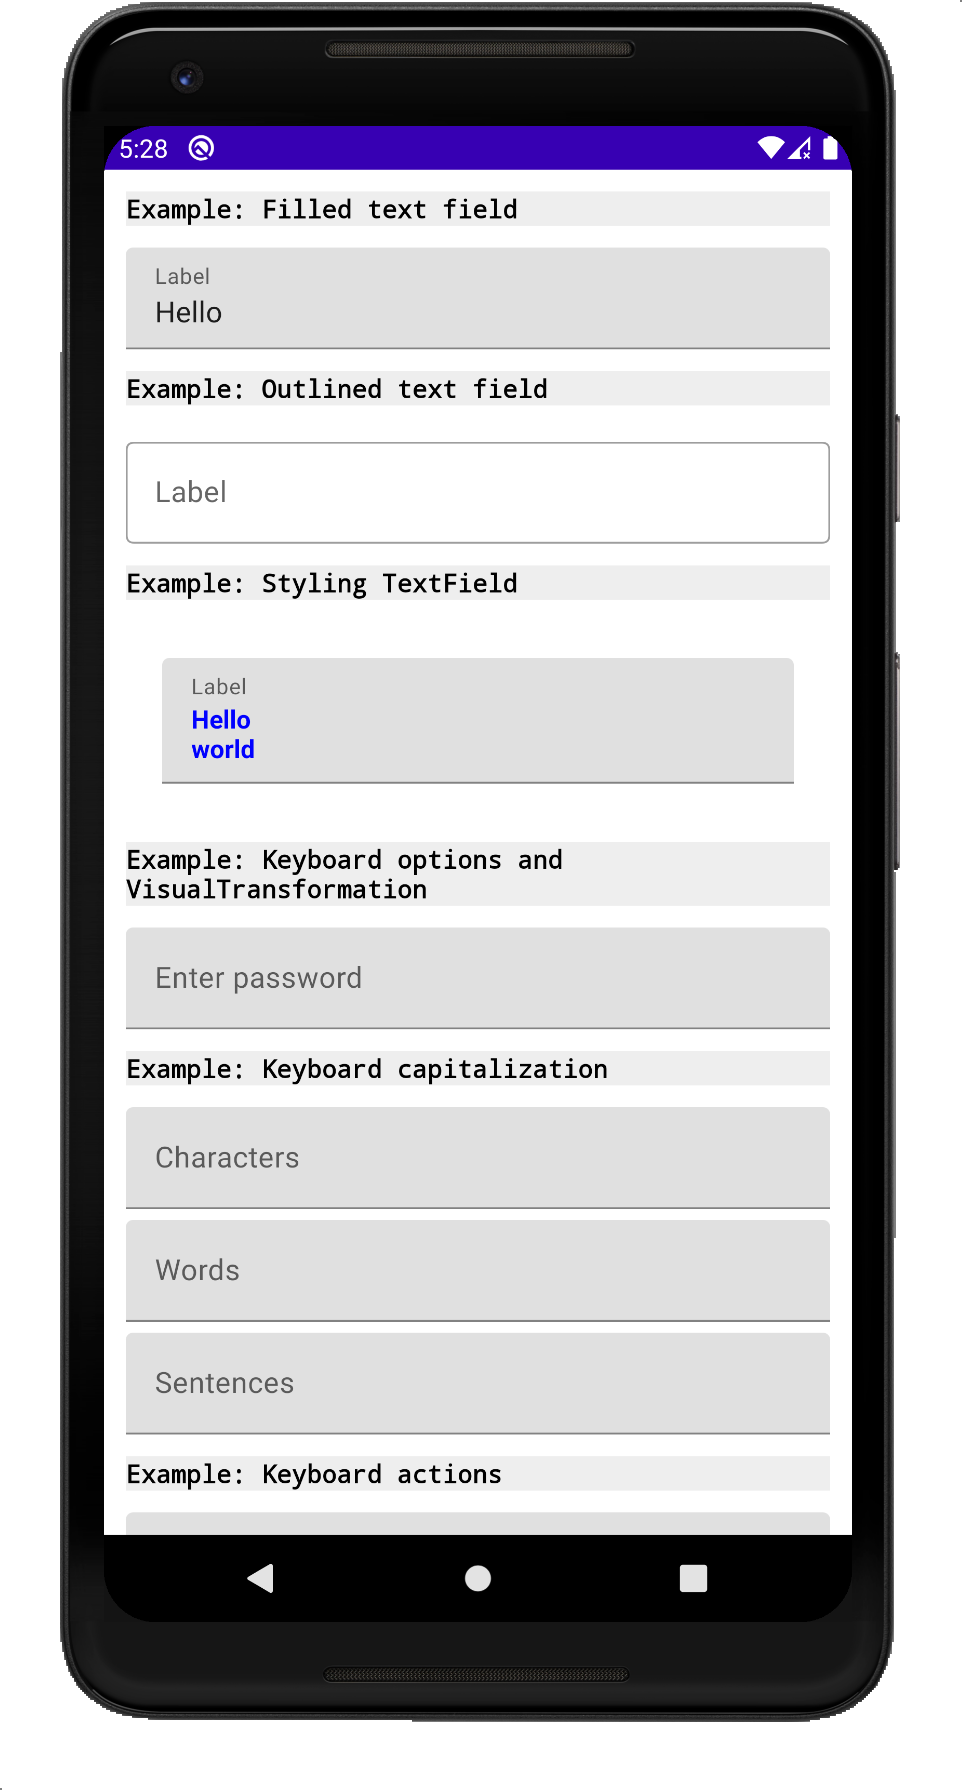 5:28
Example: Filled text field
Label
Hello
Example: Outlined text field
Label
Example: Styling TextField
Label
Hello
world
Example: Keyboard options and
VisualTransformation
Enter password
Example: Keyboard capitalization
Characters
Words
Sentences
Example: Keyboard actions